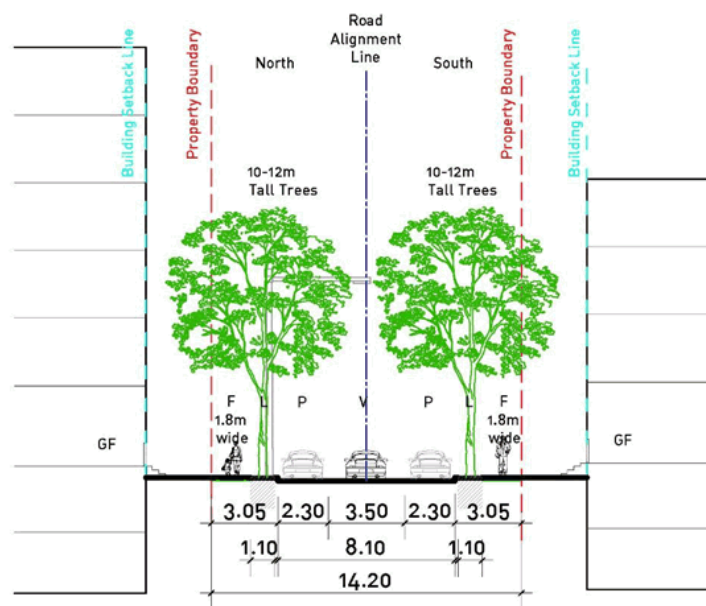 Building Setback Line
Property Boundary
North
Road
Alignment
Line
South
Property Boundary
Building Setback Line
10-12m
Tall Trees
10-12m
Tall Trees
F L P V P L F
1.8m
wide
1.8m
wide
GF
GF
3.05 2.30 3.50 2.30 3.05
1.10 8.10 1.10
14.20